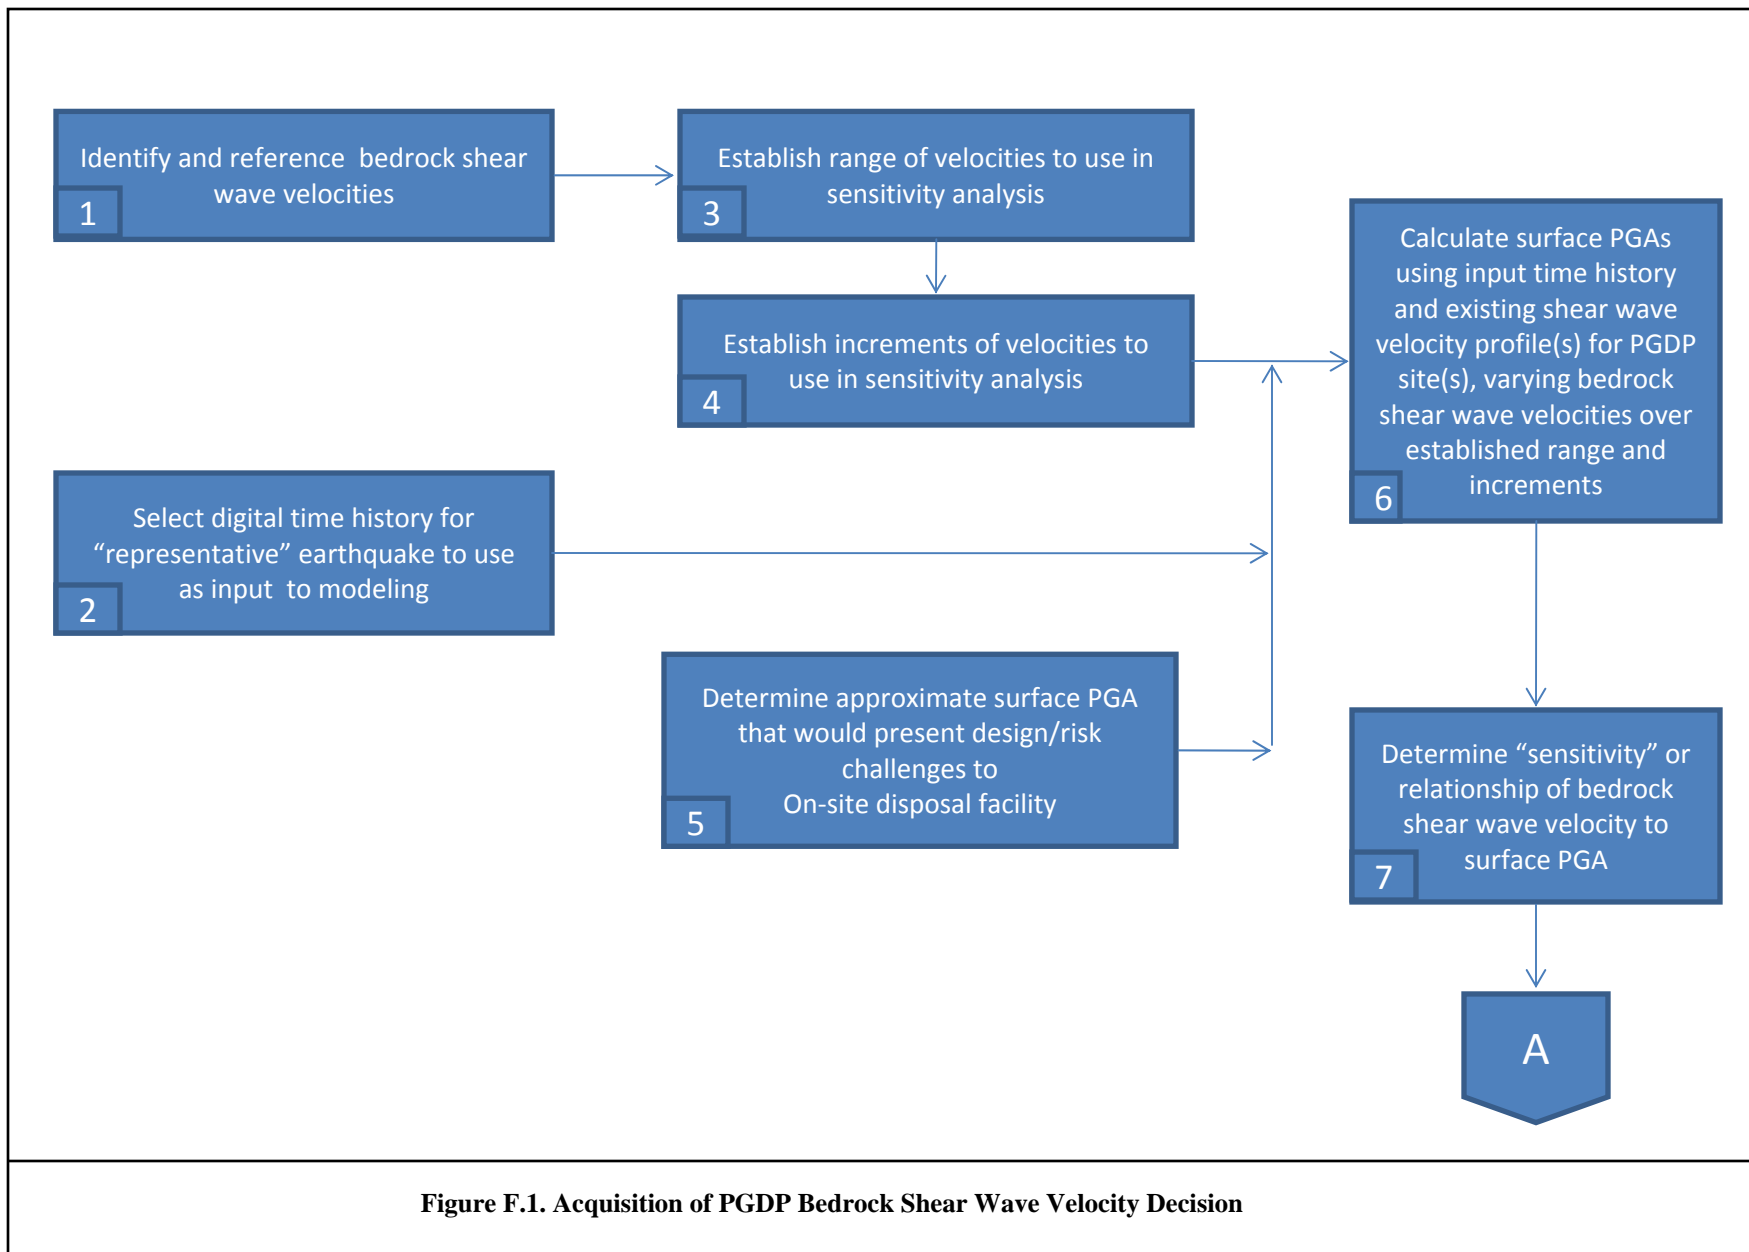 Identify and reference  bedrock shear
wave velocities
1
Establish range of velocities to use in
sensitivity analysis
3
Establish increments of velocities to
use in sensitivity analysis
4
Select digital time history for
“representative” earthquake to use
as input  to modeling
2
Determine approximate surface PGA
that would present design/risk
challenges to
On-site disposal facility
5
Calculate surface PGAs
using input time history
and existing shear wave
velocity profile(s) for PGDP
site(s), varying bedrock
shear wave velocities over
established range and
increments
6
Determine “sensitivity” or
relationship of bedrock
shear wave velocity to
surface PGA
7
A
Figure F.1. Acquisition of PGDP Bedrock Shear Wave Velocity Decision